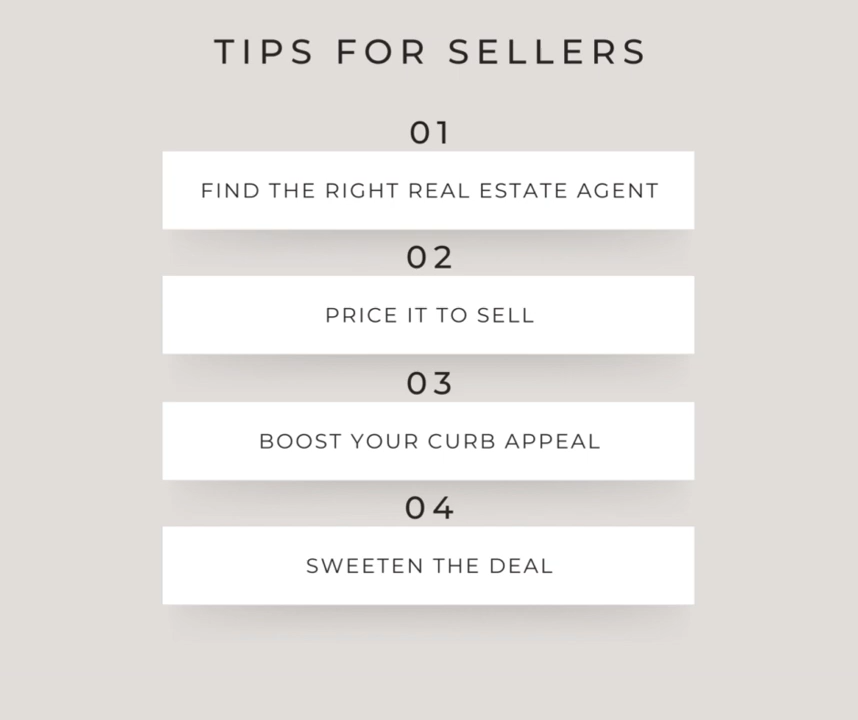 TIPS FOR SELLERS
01
FIND THE RIGHT REAL ESTATE AGENT
02
PRICE IT TO SELL
03
BOOST YOUR CURB APPEAL
04
SWEETEN THE DEAL